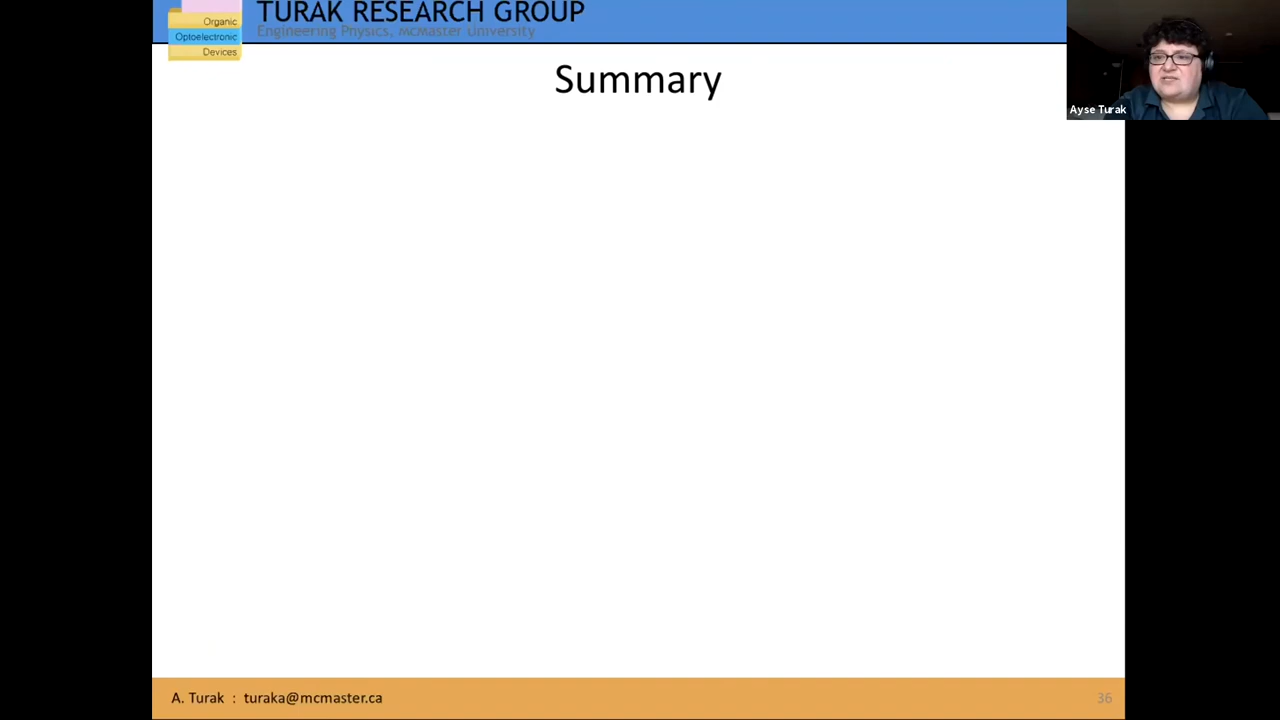 TURAK RESEARCH GROUP
Engineering Physics, McMaster University
Organic
Optoelectronic
Devices
Summary
Ayse Turak
A. Turak : turaka@mcmaster.ca
36